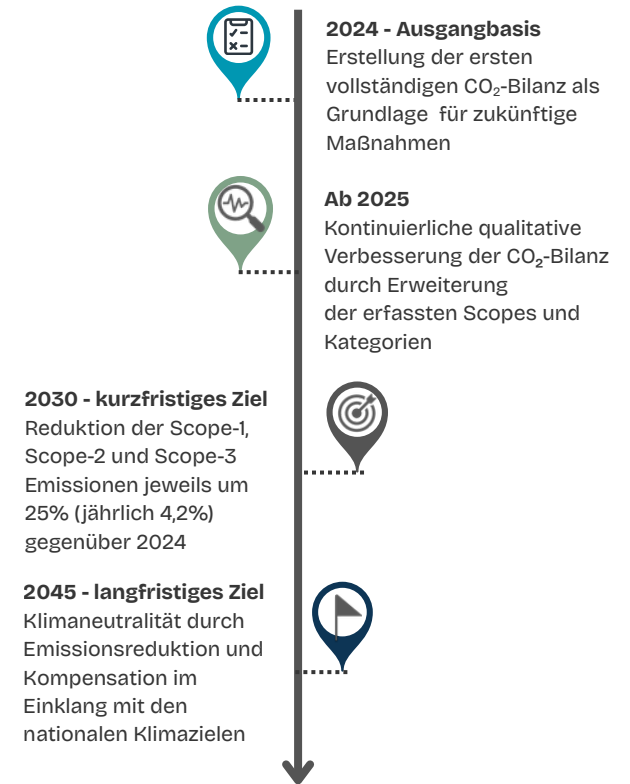 2024 - Ausgangbasis
Erstellung der ersten
vollständigen CO₂-Bilanz als
Grundlage für zukünftige
Maßnahmen
Ab 2025
Kontinuierliche qualitative
Verbesserung der CO₂-Bilanz
durch Erweiterung
der erfassten Scopes und
Kategorien
2030 - kurzfristiges Ziel
Reduktion der Scope-1,
Scope-2 und Scope-3
Emissionen jeweils um
25% (jährlich 4,2%)
gegenüber 2024
2045 - langfristiges Ziel
Klimaneutralität durch
Emissionsreduktion und
Kompensation im
Einklang mit den
nationalen Klimazielen